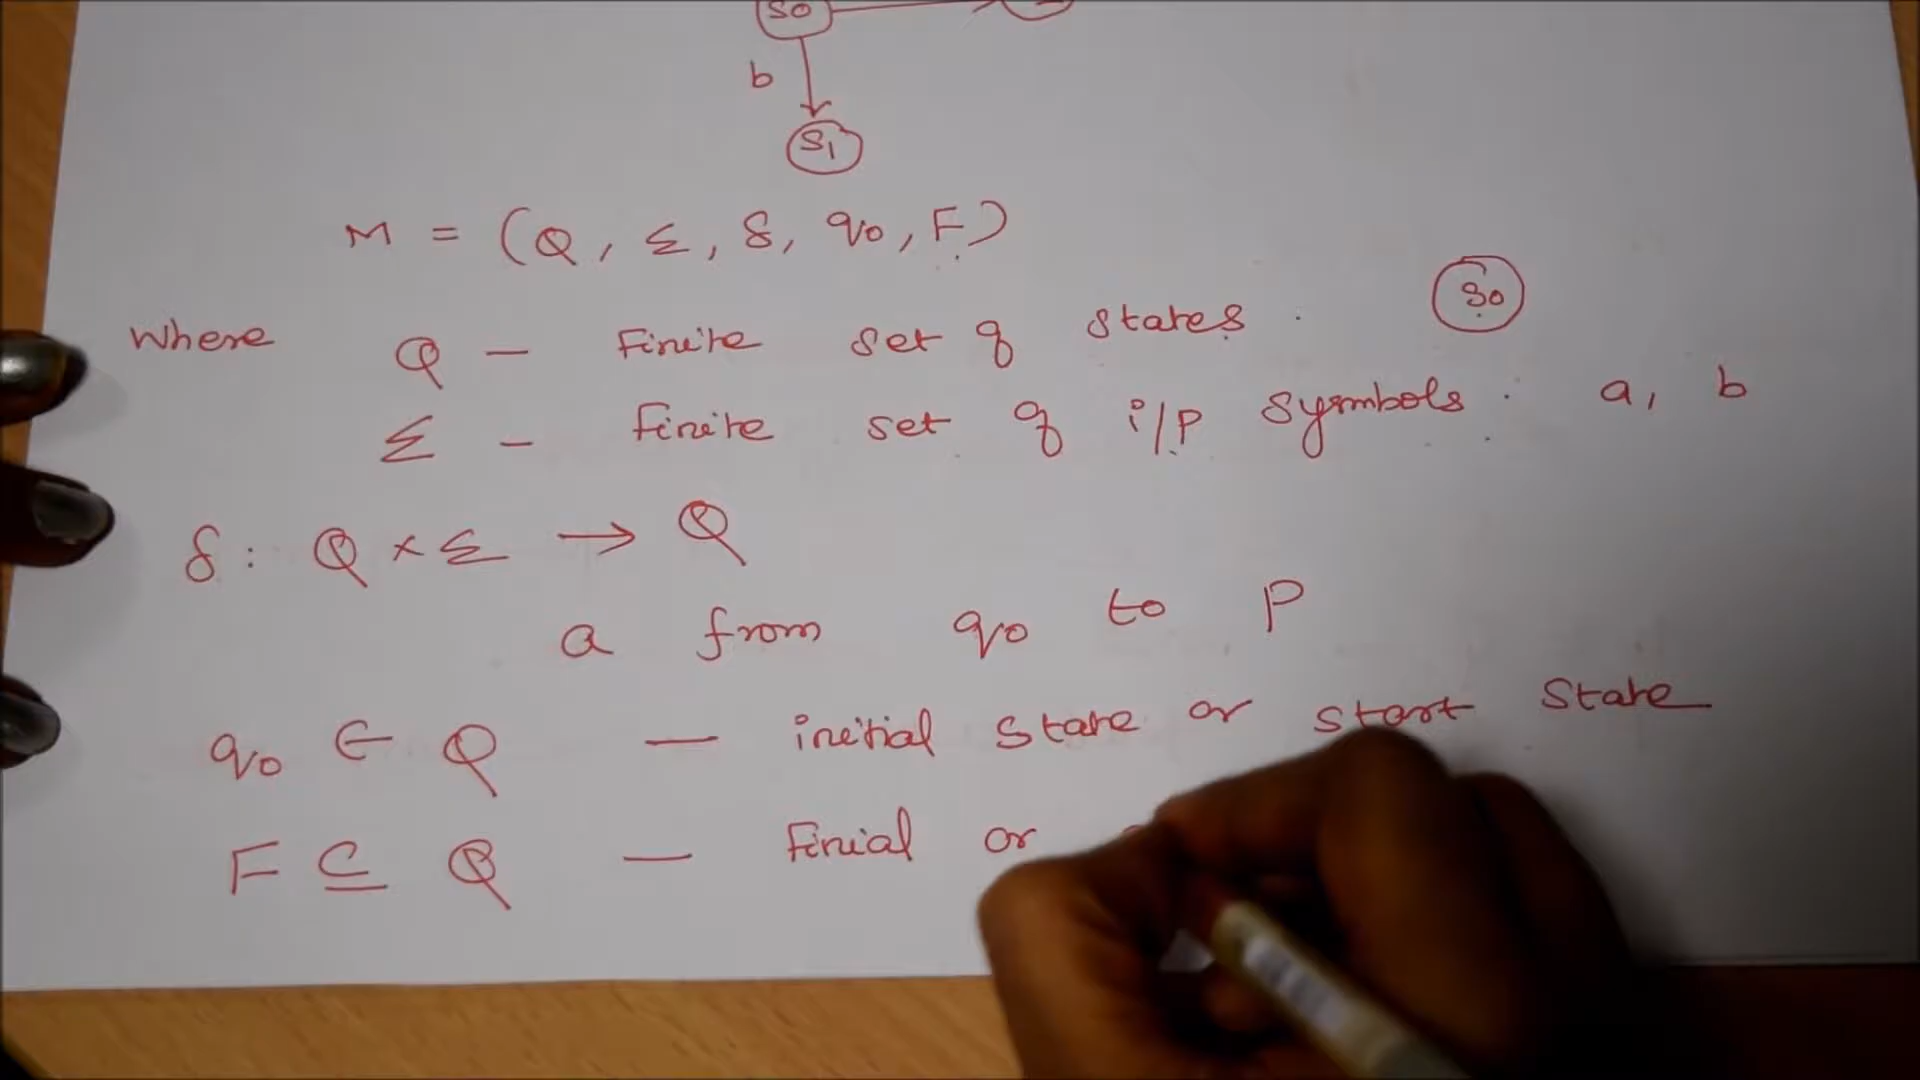 S0
b
S1
M = (Q, Σ, δ, q0, F)
Where Q — Finite set of states. S0
Σ — Finite set of i/p symbols. a, b
δ: Q × Σ → Q
a from q0 to P
q0 ∈ Q — initial state or start state
F ⊆ Q — Finial or